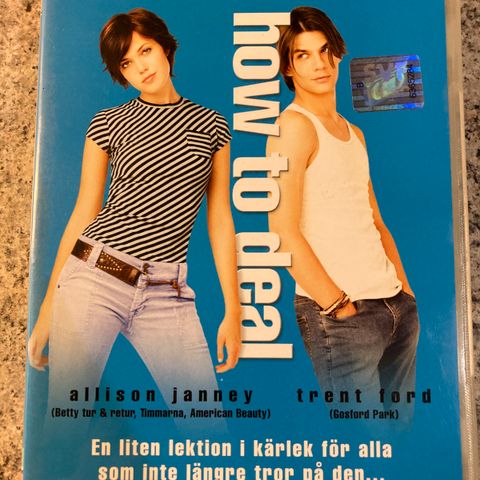 how to deal
allison janney
(Betty tur & retur, Timmarna, American Beauty)
trent ford
(Gosford Park)
En liten lektion i kärlek för alla
som inte längre tror på den...